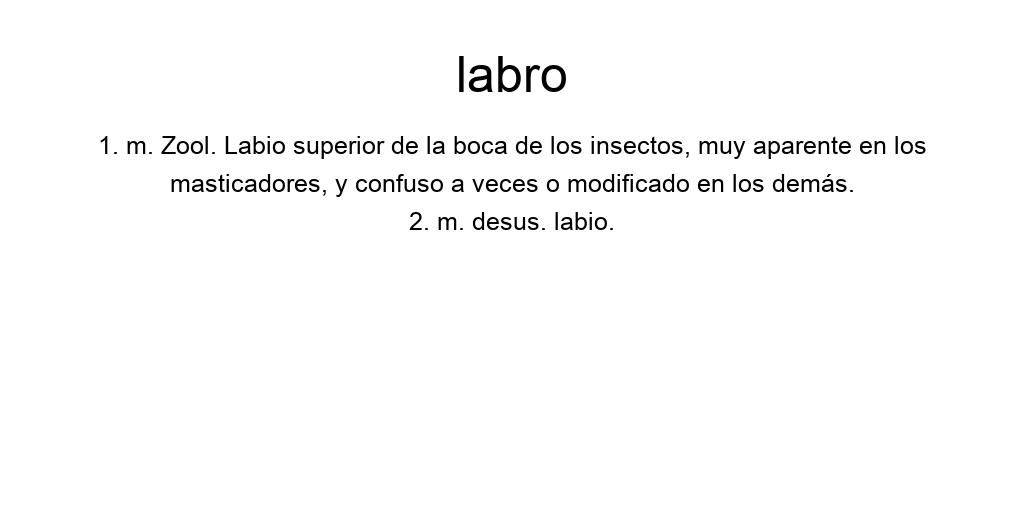 labro
1. m. Zool. Labio superior de la boca de los insectos, muy aparente en los
masticadores, y confuso a veces o modificado en los demás.
2. m. desus. labio.